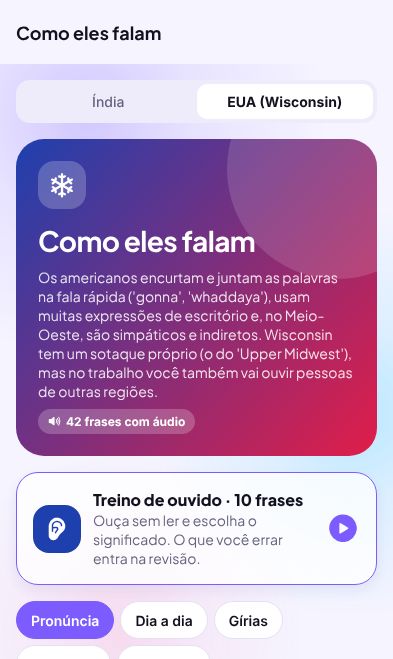 Como eles falam
Índia
EUA (Wisconsin)
Como eles falam
Os americanos encurtam e juntam as palavras
na fala rápida ('gonna', 'whaddaya'), usam
muitas expressões de escritório e, no Meio-
Oeste, são simpáticos e indiretos. Wisconsin
tem um sotaque próprio (o do 'Upper Midwest'),
mas no trabalho você também vai ouvir pessoas
de outras regiões.
42 frases com áudio
Treino de ouvido · 10 frases
Ouça sem ler e escolha o
significado. O que você errar
entra na revisão.
Pronúncia
Dia a dia
Gírias